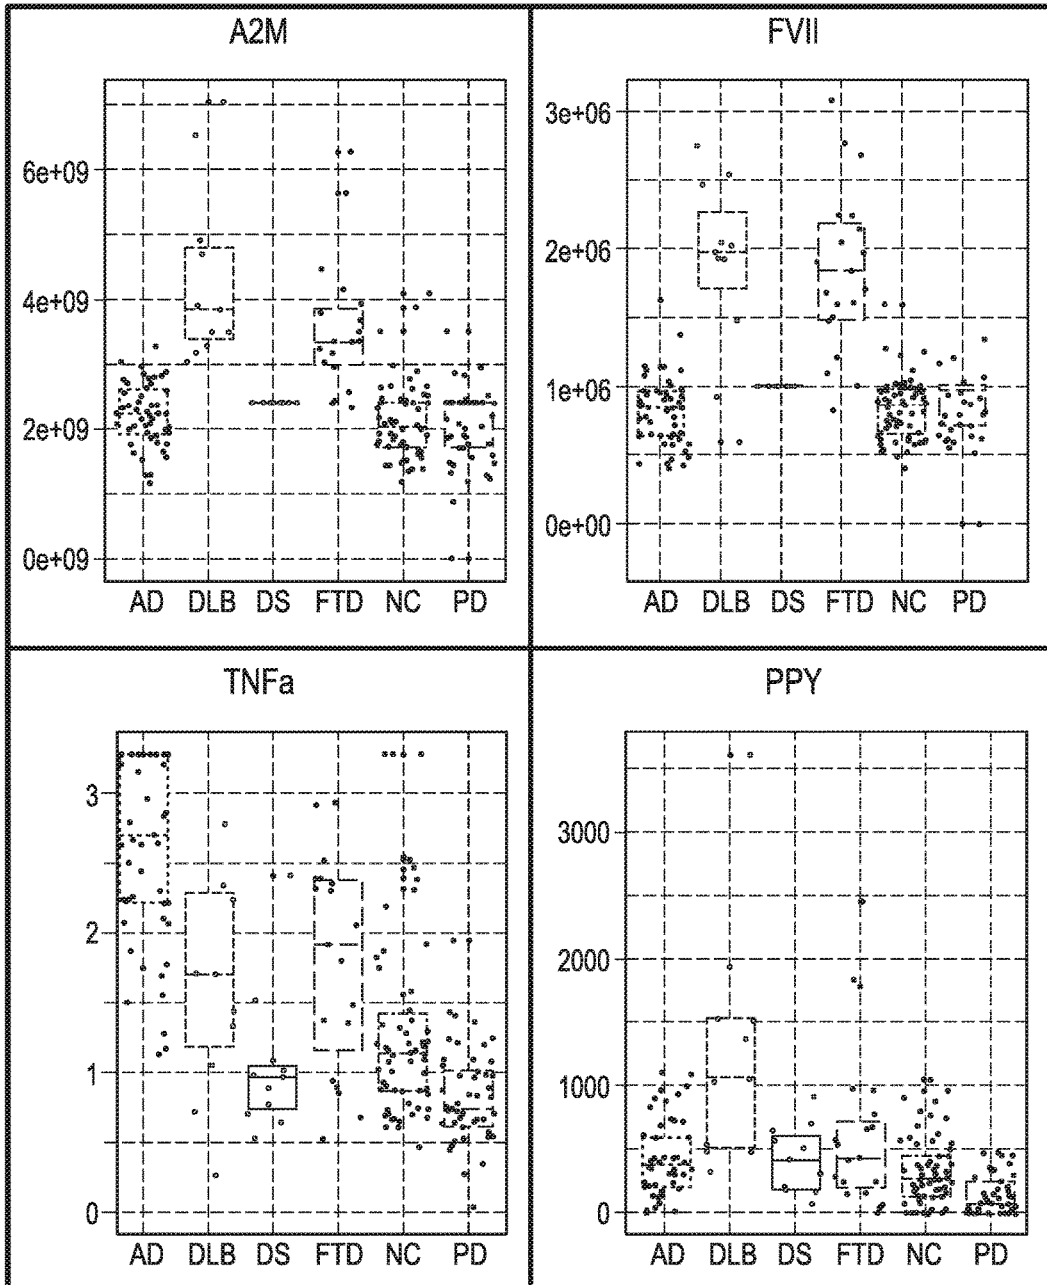 A2M
6e+09
4e+09
2e+09
0e+09
AD DLB DS FTD NC PD
FVII
3e+06
2e+06
1e+06
0e+00
AD DLB DS FTD NC PD
TNFa
3
2
1
0
AD DLB DS FTD NC PD
PPY
3000
2000
1000
0
AD DLB DS FTD NC PD